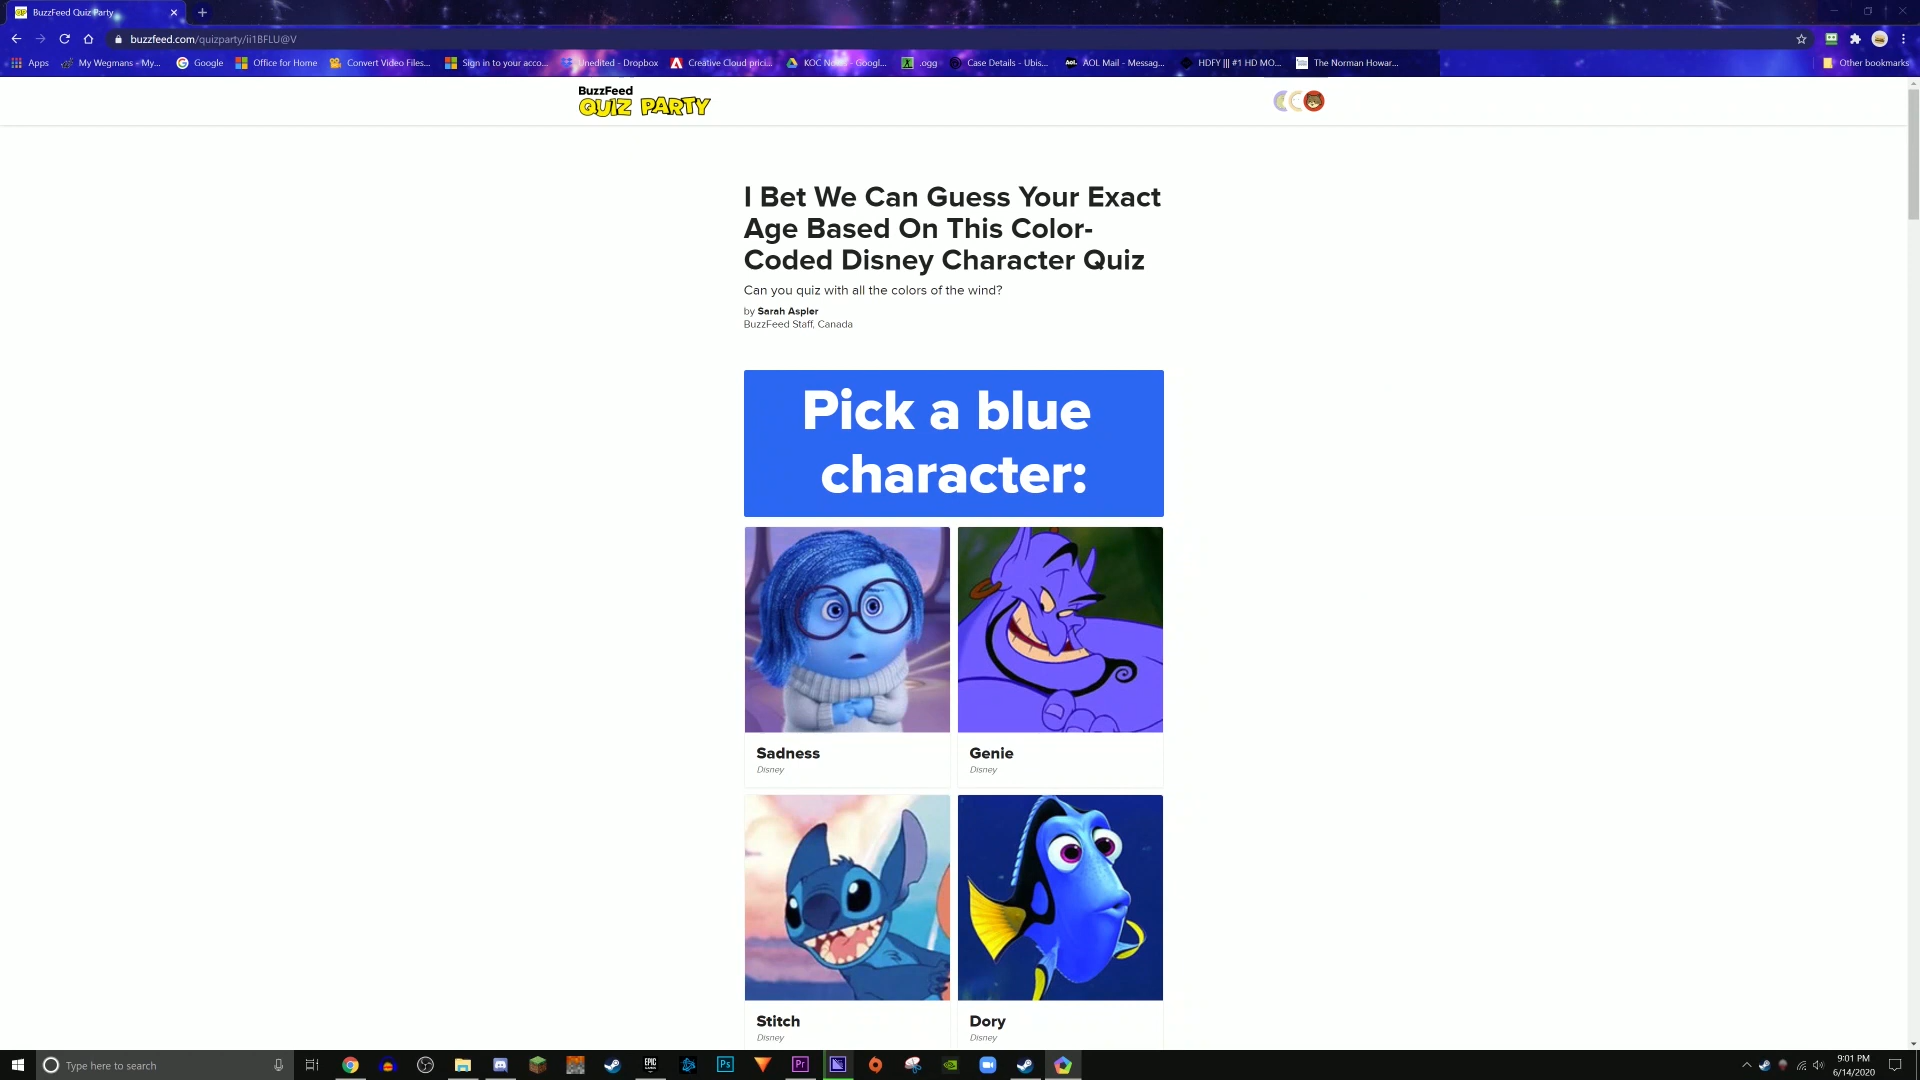 BuzzFeed Quiz Party
buzzfeed.com/quizparty/ii1BFLU@V
Apps My Wegmans - My... Google Office for Home Convert Video Files... Sign in to your acco... Unedited - Dropbox Creative Cloud prici... KOC Notes - Googl... .ogg Case Details - Ubis... AOL Mail - Messag... HDFY ||| #1 HD MO... The Norman Howar... Other bookmarks
BuzzFeed
QUIZ PARTY
I Bet We Can Guess Your Exact
Age Based On This Color-
Coded Disney Character Quiz
Can you quiz with all the colors of the wind?
by Sarah Aspler
BuzzFeed Staff, Canada
Pick a blue
character:
Sadness
Disney
Genie
Disney
Stitch
Disney
Dory
Disney
Type here to search
9:01 PM
6/14/2020